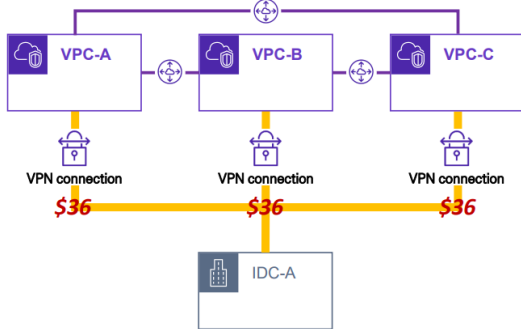 VPC-A
VPC-B
VPC-C
VPN connection
VPN connection
VPN connection
$36
$36
$36
IDC-A